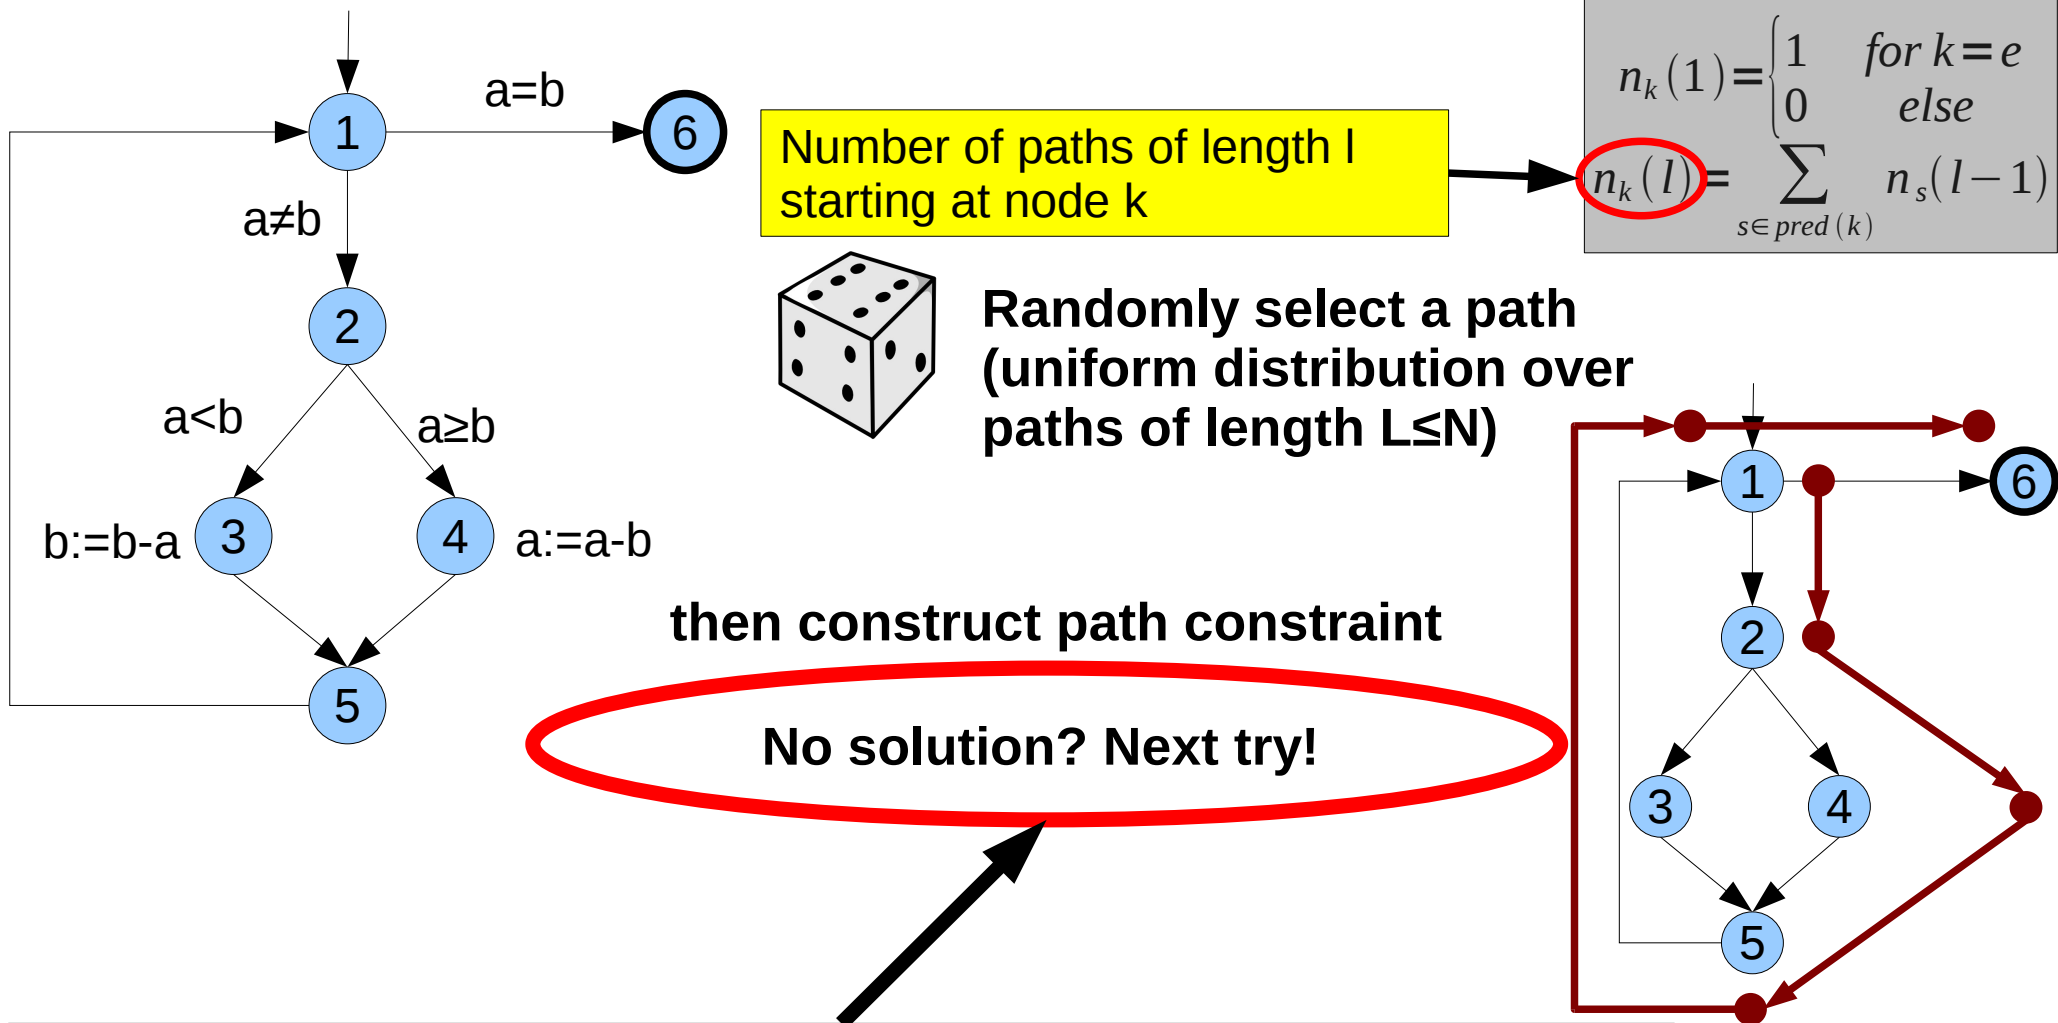 a=b
1
6
a≠b
2
a<b
a≥b
b:=b-a
3
4
a:=a-b
5
Number of paths of length l
starting at node k
n_k(1)={1 for k=e
0 else
n_k(l)=∑ n_s(l−1)
s∈pred(k)
Randomly select a path
(uniform distribution over
paths of length L≤N)
then construct path constraint
No solution? Next try!
1
6
2
3
4
5